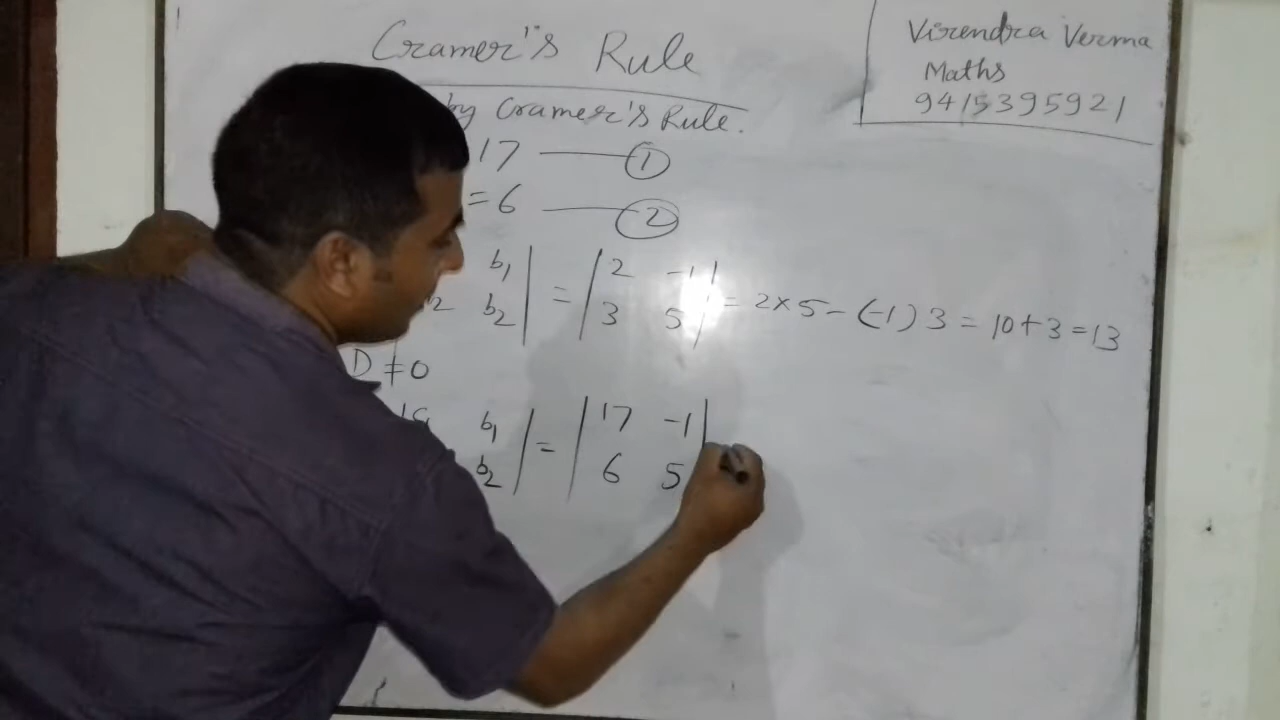 Cramer's Rule
Virendra Verma
Maths
9415395921
by Cramer's Rule.
17 — ①
=6 — ②
b₁ | = | 2 -1 |
b₂ | | 3 5 | = 2×5-(-1)3 = 10+3=13
D ≠0
b₁ | = | 17 -1 |
b₂ | | 6 5